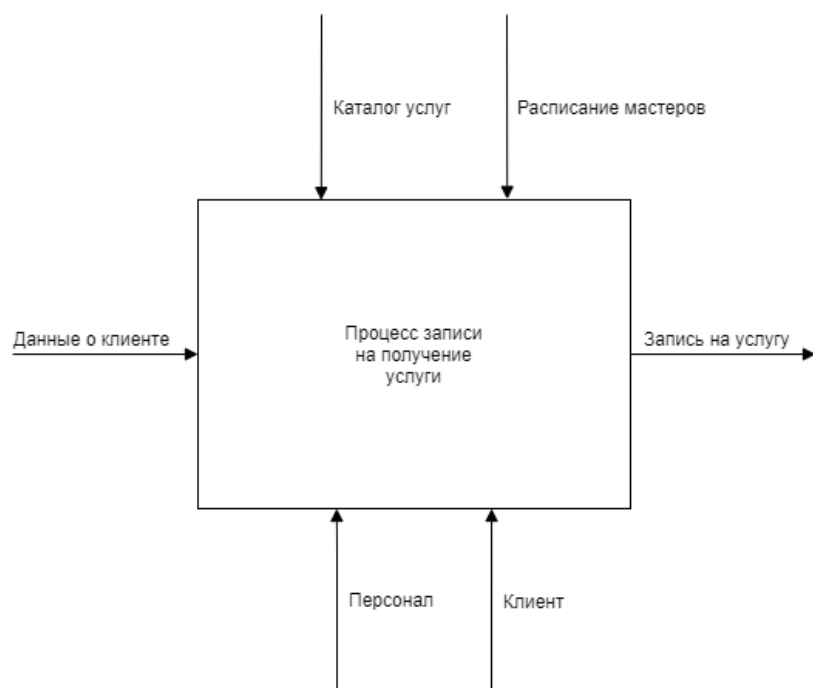 Каталог услуг
Расписание мастеров
Данные о клиенте
Процесс записи
на получение
услуги
Запись на услугу
Персонал
Клиент